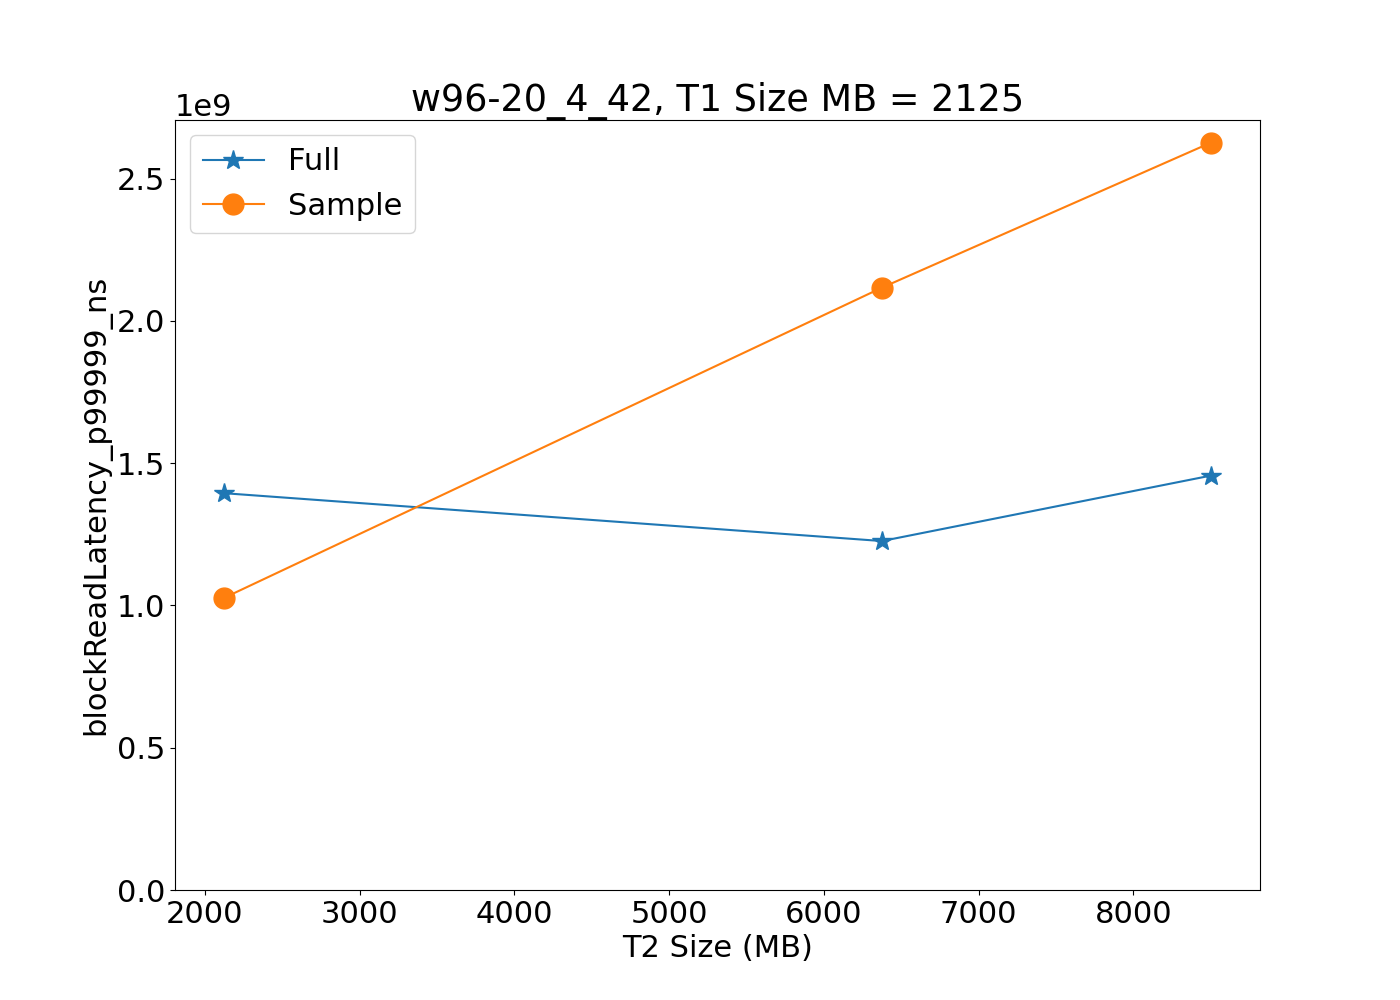 w96-20_4_42, T1 Size MB = 2125
1e9
Full
Sample
2.5
2.0
1.5
1.0
0.5
0.0
blockReadLatency_p99999_ns
2000 3000 4000 5000 6000 7000 8000
T2 Size (MB)